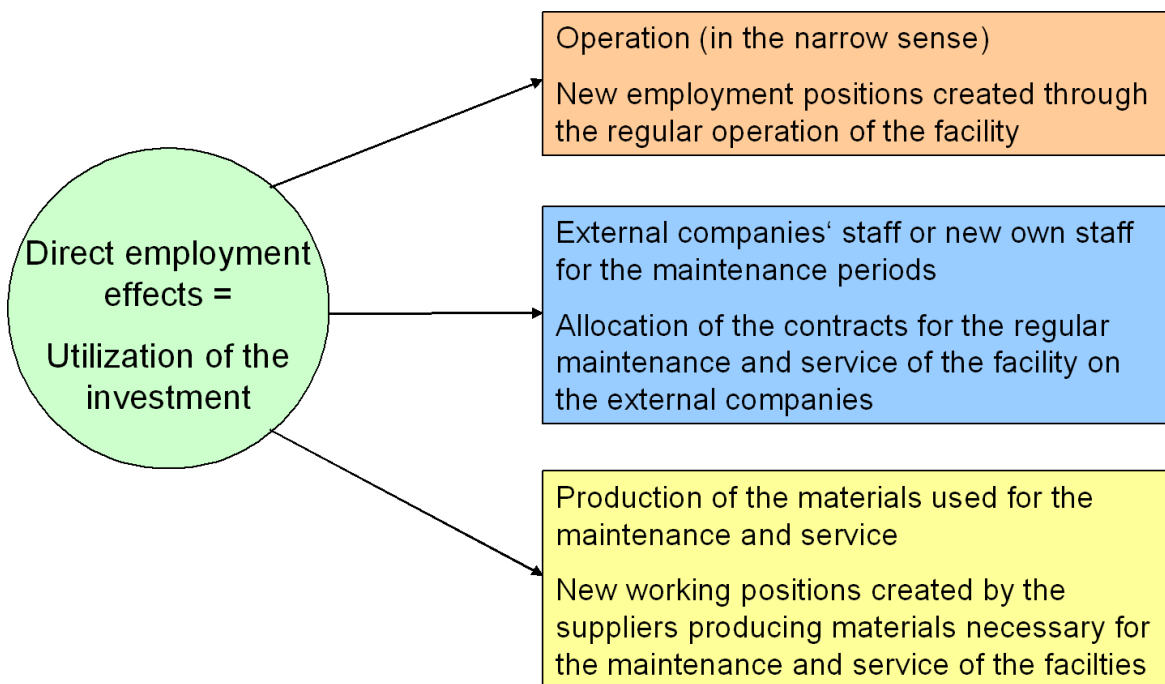 Direct employment
effects =
Utilization of the
investment
Operation (in the narrow sense)
New employment positions created through
the regular operation of the facility
External companies‘ staff or new own staff
for the maintenance periods
Allocation of the contracts for the regular
maintenance and service of the facility on
the external companies
Production of the materials used for the
maintenance and service
New working positions created by the
suppliers producing materials necessary for
the maintenance and service of the facilties